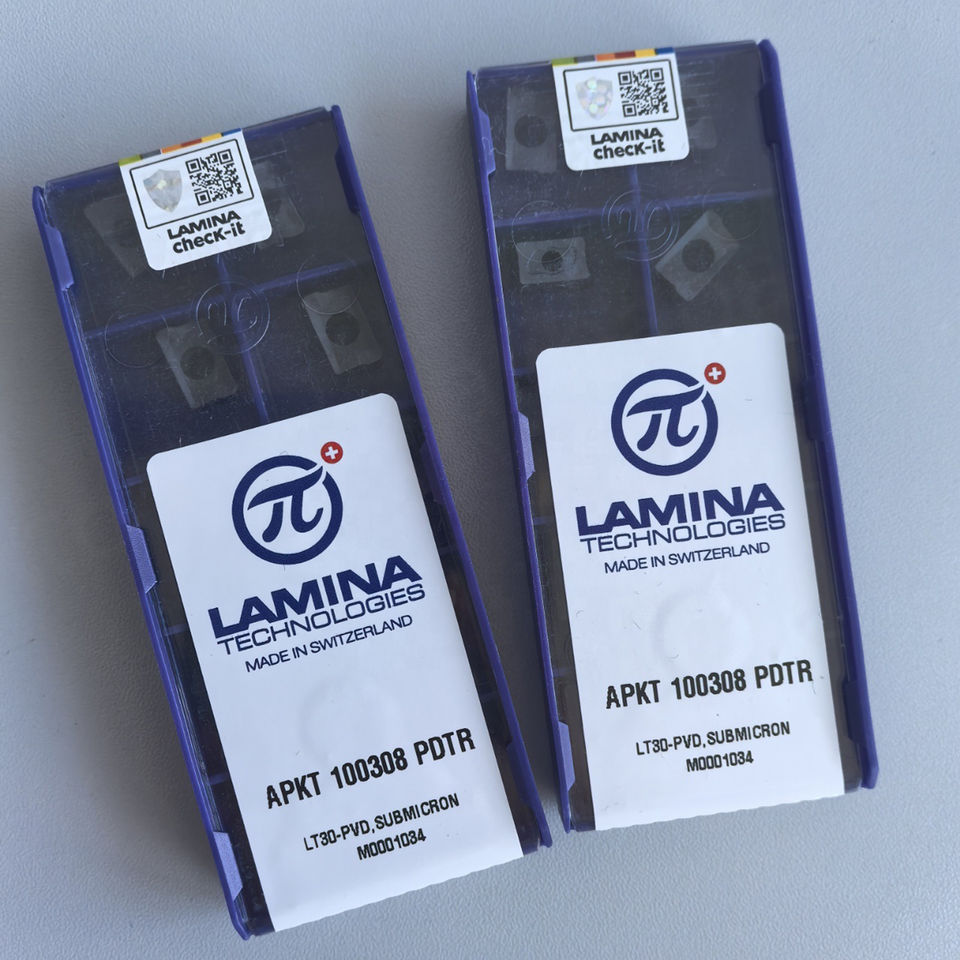 LAMINA
check-it
π
LAMINA
TECHNOLOGIES
MADE IN SWITZERLAND
APKT 100308 PDTR
LT30-PVD,SUBMICRON
M0001034
LAMINA
check-it
π
LAMINA
TECHNOLOGIES
MADE IN SWITZERLAND
APKT 100308 PDTR
LT30-PVD,SUBMICRON
M0001034